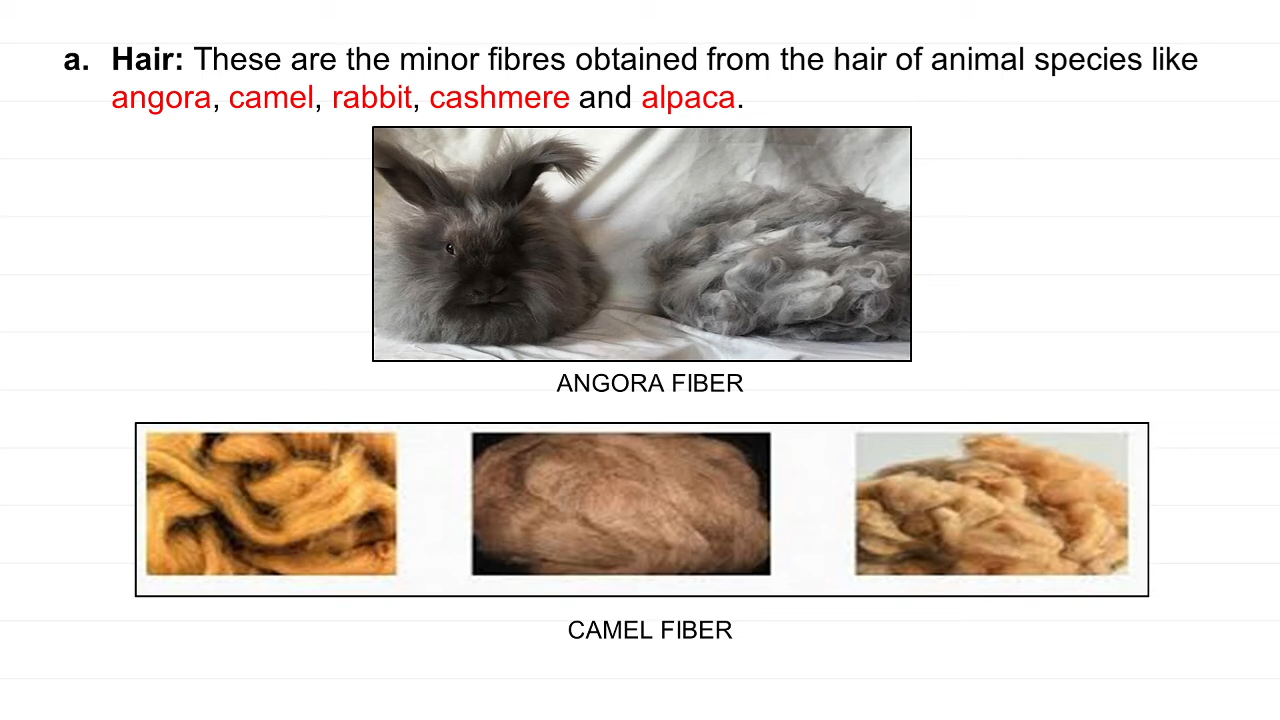 a. Hair: These are the minor fibres obtained from the hair of animal species like
angora, camel, rabbit, cashmere and alpaca.
ANGORA FIBER
CAMEL FIBER